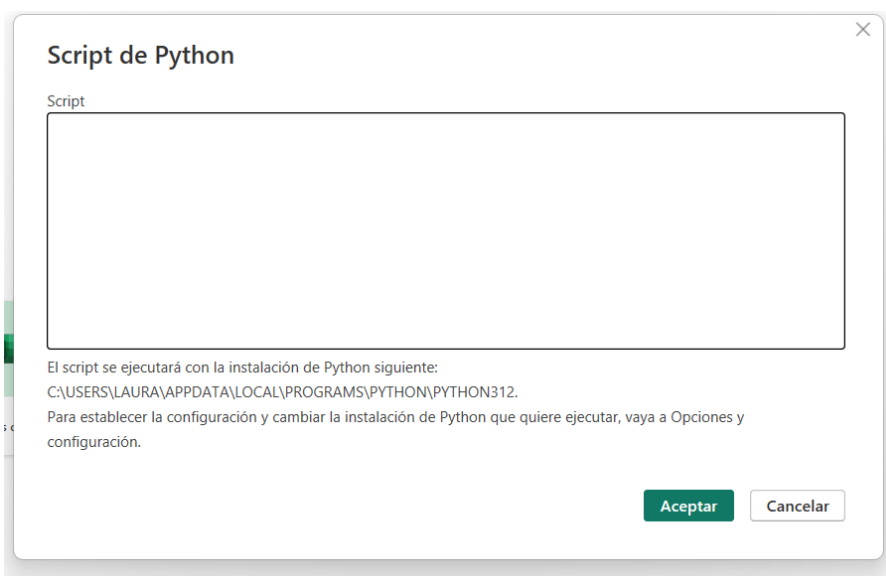 Script de Python
Script
El script se ejecutará con la instalación de Python siguiente:
C:\USERS\LAURA\APPDATA\LOCAL\PROGRAMS\PYTHON\PYTHON312.
Para establecer la configuración y cambiar la instalación de Python que quiere ejecutar, vaya a Opciones y
configuración.
Aceptar
Cancelar